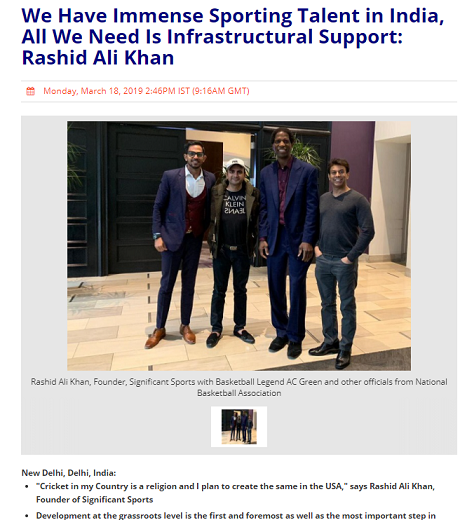 We Have Immense Sporting Talent in India,
All We Need Is Infrastructural Support:
Rashid Ali Khan
Monday, March 18, 2019 2:46PM IST (9:16AM GMT)
CALVIN
KLEIN
JEANS
Rashid Ali Khan, Founder, Significant Sports with Basketball Legend AC Green and other officials from National
Basketball Association
New Delhi, Delhi, India:
• "Cricket in my Country is a religion and I plan to create the same in the USA," says Rashid Ali Khan,
Founder of Significant Sports
• Development at the grassroots level is the first and foremost as well as the most important step in